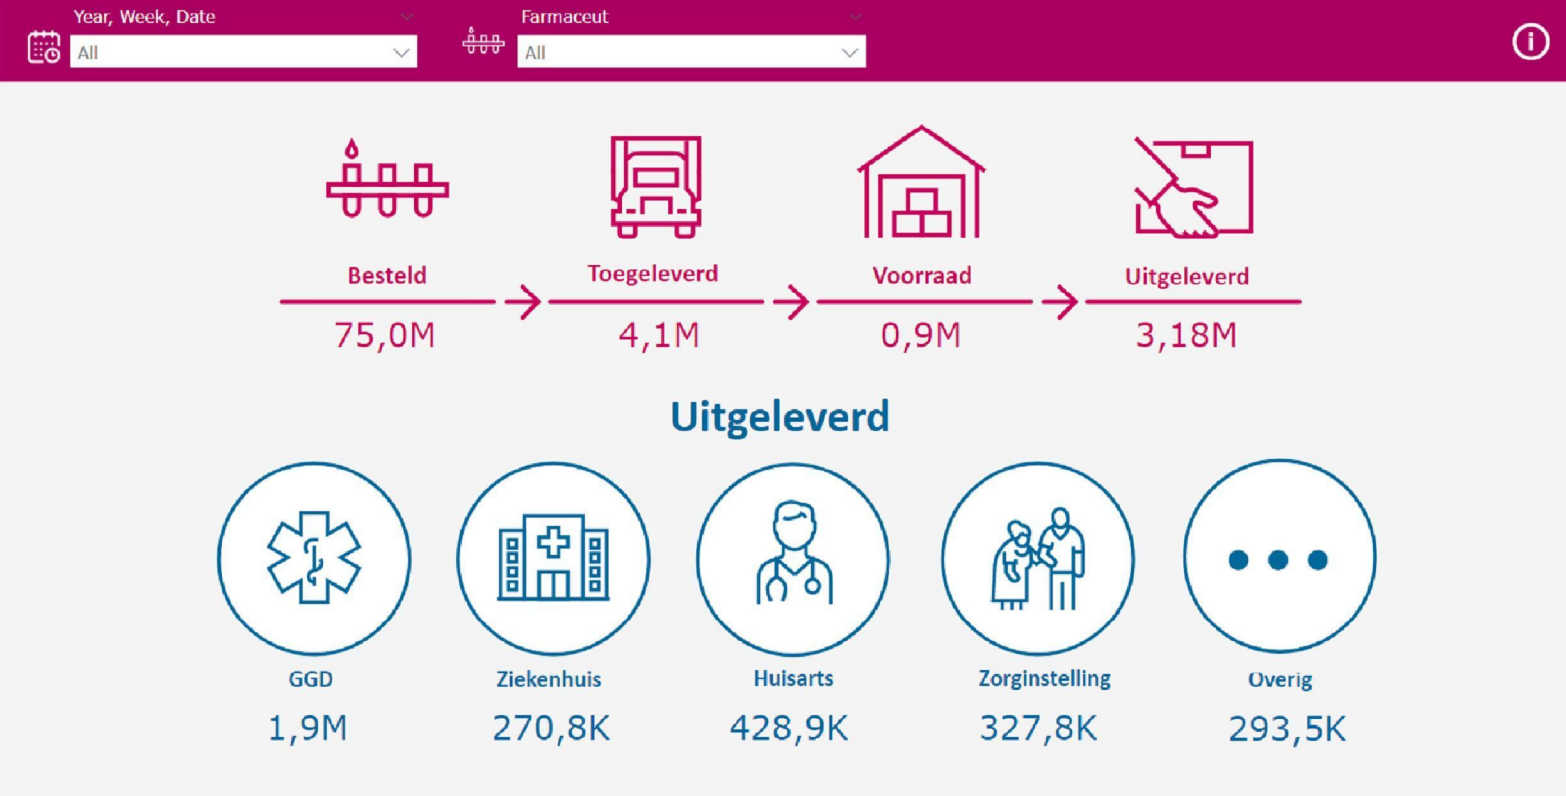 Year, Week, Date
All
Farmaceut
All
Besteld
Toegeleverd
Voorraad
Uitgeleverd
75,0M
4,1M
0,9M
3,18M
Uitgeleverd
GGD
Ziekenhuis
Huisarts
Zorginstelling
Overig
1,9M
270,8K
428,9K
327,8K
293,5K